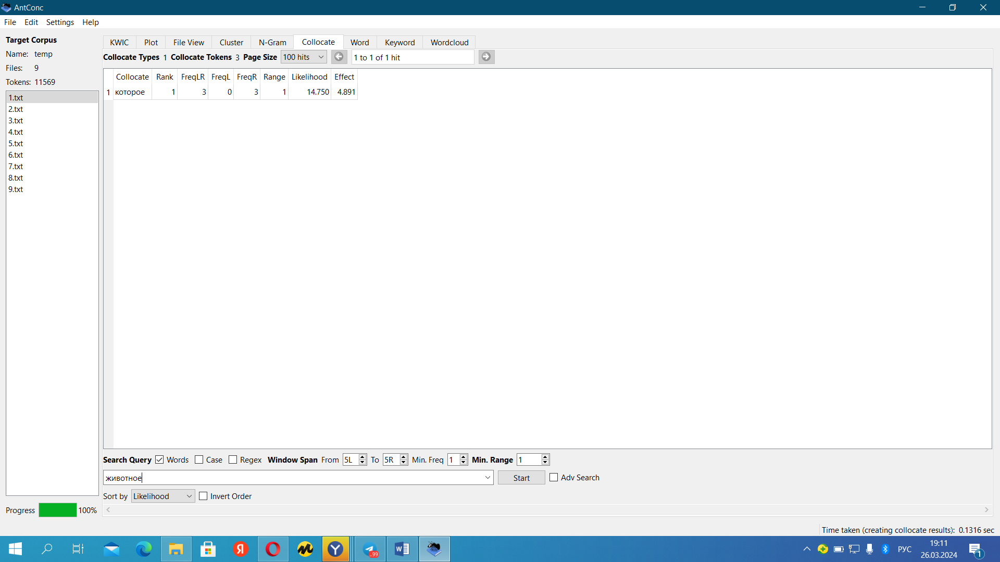 AntConc
File Edit Settings Help
Target Corpus
Name: temp
Files: 9
Tokens: 11569
1.txt
2.txt
3.txt
4.txt
5.txt
6.txt
7.txt
8.txt
9.txt
Progress 100%
KWIC Plot File View Cluster N-Gram Collocate Word Keyword Wordcloud
Collocate Types 1 Collocate Tokens 3 Page Size 100 hits 1 to 1 of 1 hit
Collocate Rank FreqLR FreqL FreqR Range Likelihood Effect
1 которое 1 3 0 3 1 14.750 4.891
Search Query Words Case Regex Window Span From 5L To 5R Min. Freq 1 Min. Range 1
животное Start Adv Search
Sort by Likelihood Invert Order
Time taken (creating collocate results): 0.1316 sec
Я Y ..99 W РУС 19:11
26.03.2024 1